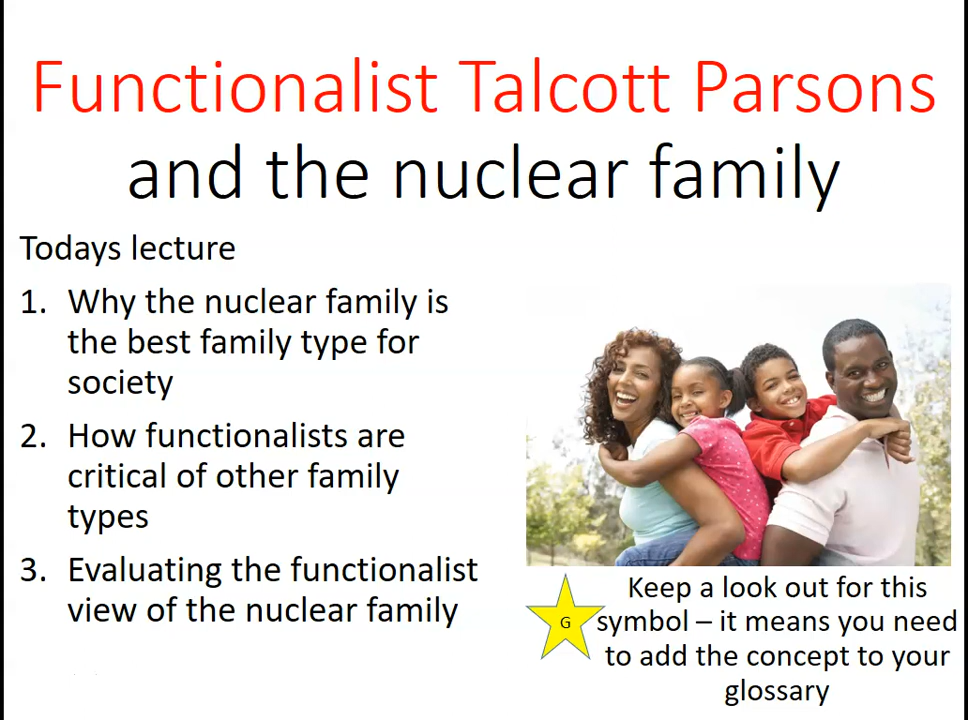 Functionalist Talcott Parsons
and the nuclear family
Todays lecture
1. Why the nuclear family is
the best family type for
society
2. How functionalists are
critical of other family
types
3. Evaluating the functionalist
view of the nuclear family
G
Keep a look out for this
symbol – it means you need
to add the concept to your
glossary